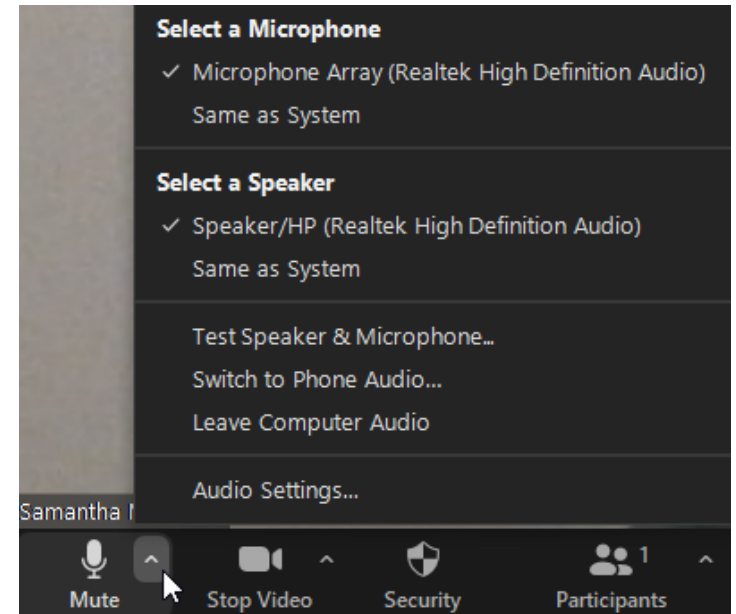 Select a Microphone
Microphone Array (Realtek High Definition Audio)
Same as System
Select a Speaker
Speaker/HP (Realtek High Definition Audio)
Same as System
Test Speaker & Microphone...
Switch to Phone Audio...
Leave Computer Audio
Audio Settings...
Samantha
1
Mute
Stop Video
Security
Participants